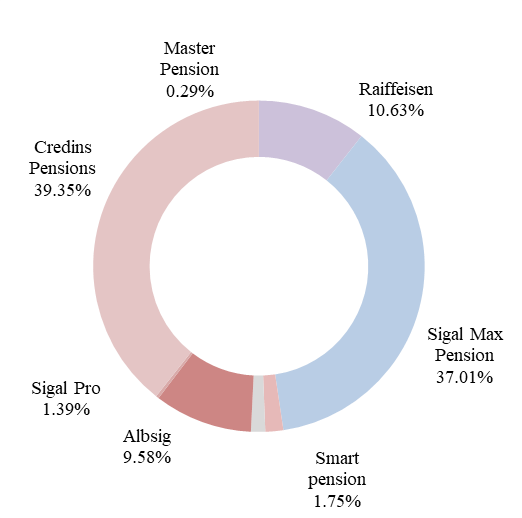 Master
Pension
0.29%
Raiffeisen
10.63%
Credins
Pensions
39.35%
Sigal Max
Pension
37.01%
Sigal Pro
1.39%
Albsig
9.58%
Smart
pension
1.75%